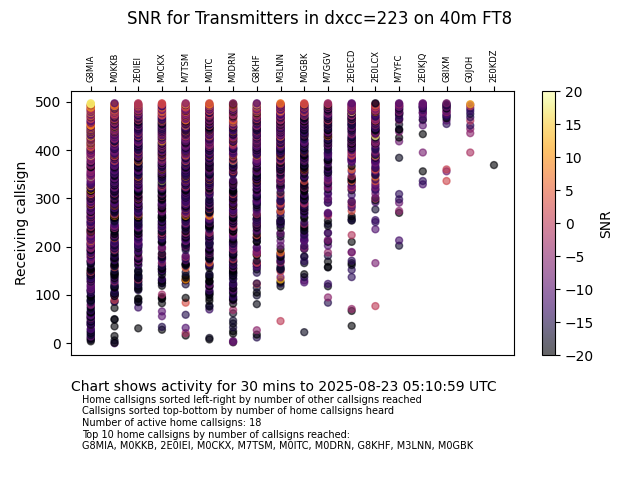 SNR for Transmitters in dxcc=223 on 40m FT8
G8MIA M0KKB 2E0IEI M0CKX M7TSM M0ITC M0DRN G8KHF M3LNN M0GBK M7GGV 2E0ECD 2E0LCX M7YFC 2E0KJQ G8IXM G0JOH 2E0KDZ
500
400
300
200
100
0
Receiving callsign
20
15
10
5
0
−5
−10
−15
−20
SNR
Chart shows activity for 30 mins to 2025-08-23 05:10:59 UTC
Home callsigns sorted left-right by number of other callsigns reached
Callsigns sorted top-bottom by number of home callsigns heard
Number of active home callsigns: 18
Top 10 home callsigns by number of callsigns reached:
G8MIA, M0KKB, 2E0IEI, M0CKX, M7TSM, M0ITC, M0DRN, G8KHF, M3LNN, M0GBK